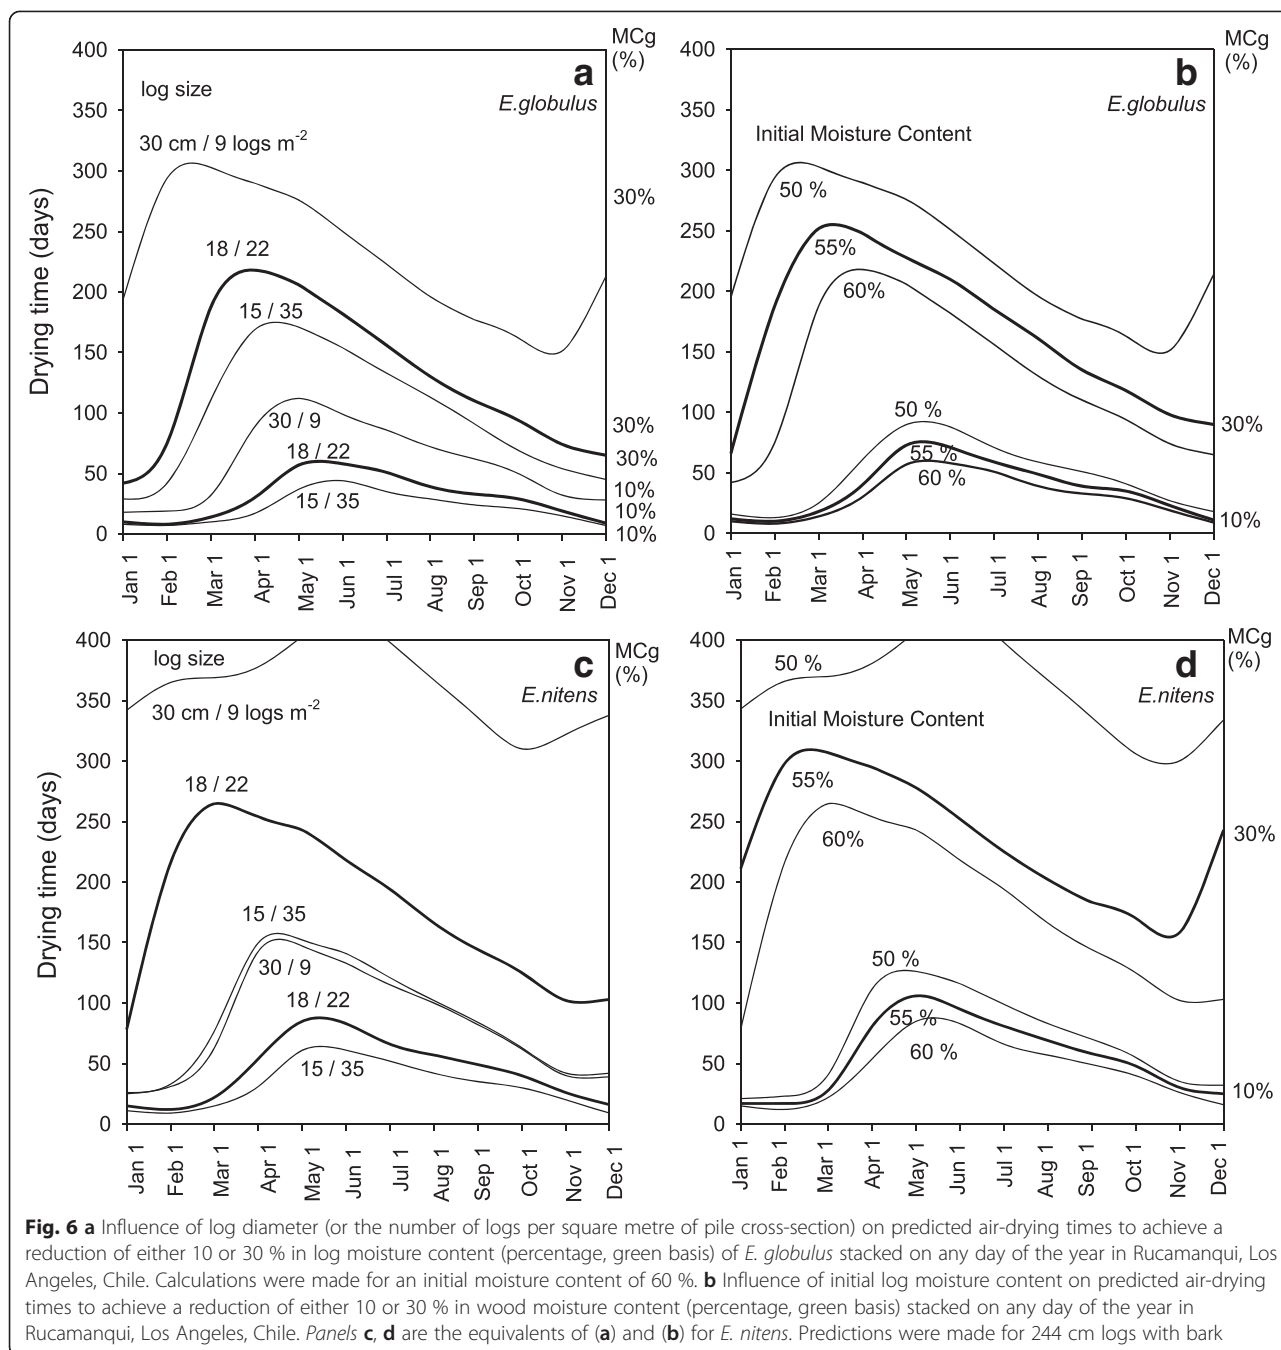 MCg
(%)
a
E.globulus
log size
30 cm / 9 logs m-2
18 / 22
15 / 35
30 / 9
18 / 22
15 / 35
Drying time (days)
400
350
300
250
200
150
100
50
0
30%
30%
30%
10%
10%
10%
Jan 1
Feb 1
Mar 1
Apr 1
May 1
Jun 1
Jul 1
Aug 1
Sep 1
Oct 1
Nov 1
Dec 1
MCg
(%)
b
E.globulus
Initial Moisture Content
50 %
55%
60%
50 %
55 %
60 %
400
350
300
250
200
150
100
50
0
30%
10%
Jan 1
Feb 1
Mar 1
Apr 1
May 1
Jun 1
Jul 1
Aug 1
Sep 1
Oct 1
Nov 1
Dec 1
MCg
(%)
c
E.nitens
log size
30 cm / 9 logs m-2
18 / 22
15 / 35
30 / 9
18 / 22
15 / 35
Drying time (days)
400
350
300
250
200
150
100
50
0
Jan 1
Feb 1
Mar 1
Apr 1
May 1
Jun 1
Jul 1
Aug 1
Sep 1
Oct 1
Nov 1
Dec 1
MCg
(%)
d
E.nitens
50 %
Initial Moisture Content
55%
60%
50 %
55 %
60 %
400
350
300
250
200
150
100
50
0
30%
10%
Jan 1
Feb 1
Mar 1
Apr 1
May 1
Jun 1
Jul 1
Aug 1
Sep 1
Oct 1
Nov 1
Dec 1
Fig. 6 a Influence of log diameter (or the number of logs per square metre of pile cross-section) on predicted air-drying times to achieve a
reduction of either 10 or 30 % in log moisture content (percentage, green basis) of E. globulus stacked on any day of the year in Rucamanqui, Los
Angeles, Chile. Calculations were made for an initial moisture content of 60 %. b Influence of initial log moisture content on predicted air-drying
times to achieve a reduction of either 10 or 30 % in wood moisture content (percentage, green basis) stacked on any day of the year in
Rucamanqui, Los Angeles, Chile. Panels c, d are the equivalents of (a) and (b) for E. nitens. Predictions were made for 244 cm logs with bark